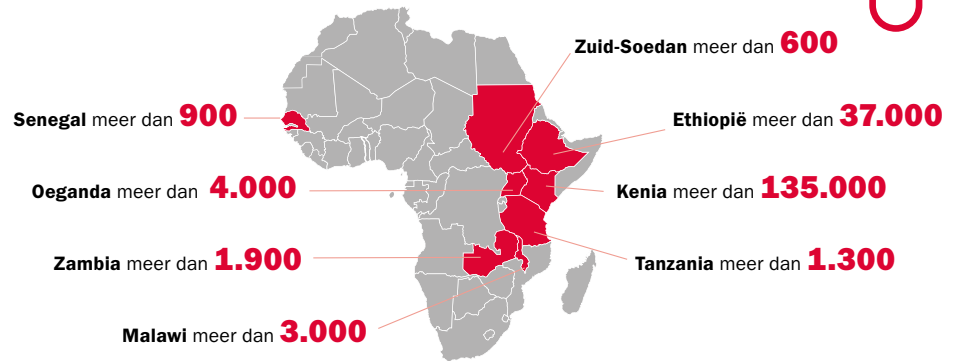 Zuid-Soedan meer dan 600
Senegal meer dan 900
Ethiopië meer dan 37.000
Oeganda meer dan 4.000
Kenia meer dan 135.000
Zambia meer dan 1.900
Tanzania meer dan 1.300
Malawi meer dan 3.000